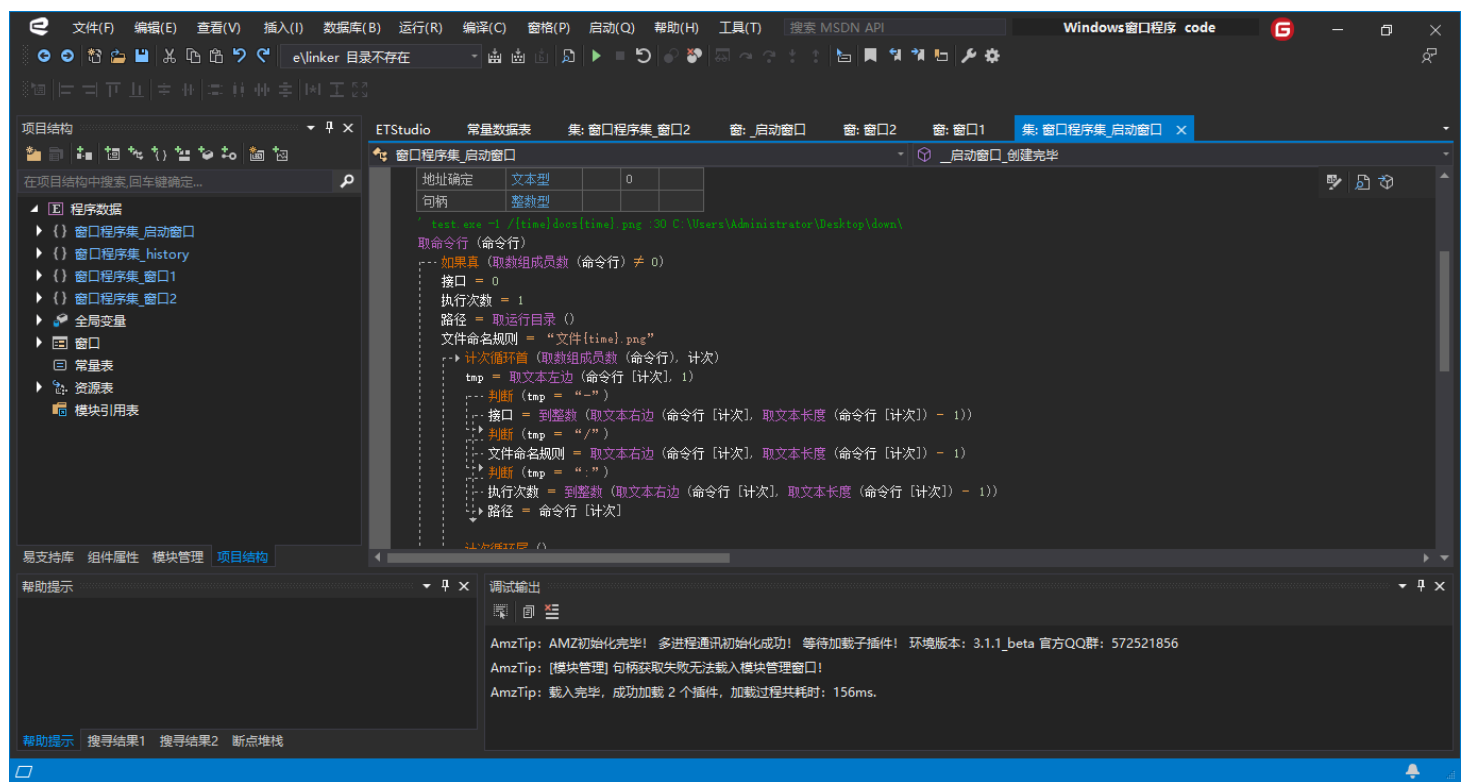 文件(F) 编辑(E) 查看(V) 插入(I) 数据库(B) 运行(R) 编译(C) 窗格(P) 启动(Q) 帮助(H) 工具(T) 搜索 MSDN API Windows窗口程序 code
e\linker 目录不存在
项目结构
ETStudio 常量数据表 集: 窗口程序集_窗口2 窗: _启动窗口 窗: 窗口2 窗: 窗口1 集: 窗口程序集_启动窗口
窗口程序集_启动窗口 __启动窗口_创建完毕
在项目结构中搜索,回车键确定...
程序数据
{} 窗口程序集_启动窗口
{} 窗口程序集_history
{} 窗口程序集_窗口1
{} 窗口程序集_窗口2
全局变量
窗口
常量表
资源表
模块引用表
易支持库 组件属性 模块管理 项目结构
地址确定 文本型 0
句柄 整数型
' test.exe -1 /[time]docs{time}.png :30 C:\Users\Administrator\Desktop\down\
取命令行 (命令行)
如果真 (取数组成员数 (命令行) ≠ 0)
接口 = 0
执行次数 = 1
路径 = 取运行目录 ()
文件命名规则 = “文件{time}.png”
计次循环首 (取数组成员数 (命令行), 计次)
tmp = 取文本左边 (命令行 [计次], 1)
判断 (tmp = “-”)
接口 = 到整数 (取文本右边 (命令行 [计次], 取文本长度 (命令行 [计次]) - 1))
判断 (tmp = “/”)
文件命名规则 = 取文本右边 (命令行 [计次], 取文本长度 (命令行 [计次]) - 1)
判断 (tmp = “:”)
执行次数 = 到整数 (取文本右边 (命令行 [计次], 取文本长度 (命令行 [计次]) - 1))
路径 = 命令行 [计次]
计次循环尾 ()
帮助提示
帮助提示 搜寻结果1 搜寻结果2 断点堆栈
调试输出
AmzTip: AMZ初始化完毕! 多进程通讯初始化成功! 等待加载子插件! 环境版本: 3.1.1_beta 官方QQ群: 572521856
AmzTip: [模块管理] 句柄获取失败无法载入模块管理窗口!
AmzTip: 载入完毕, 成功加载 2 个插件, 加载过程共耗时: 156ms.